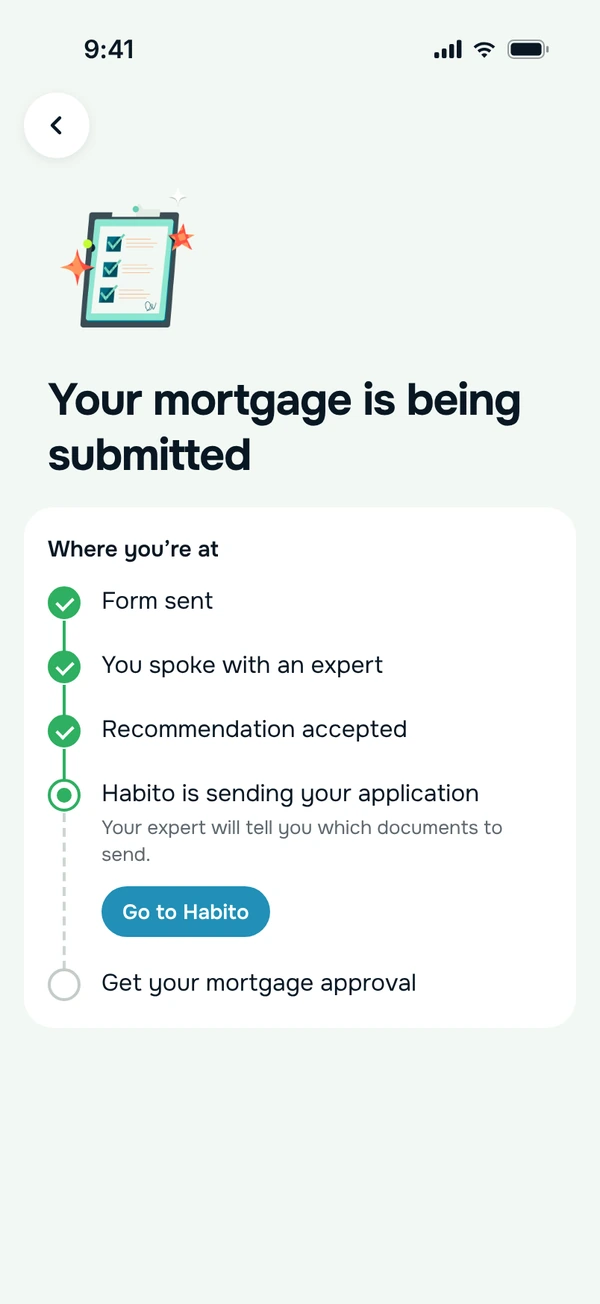 9:41
Your mortgage is being
submitted
Where you’re at
Form sent
You spoke with an expert
Recommendation accepted
Habito is sending your application
Your expert will tell you which documents to
send.
Go to Habito
Get your mortgage approval